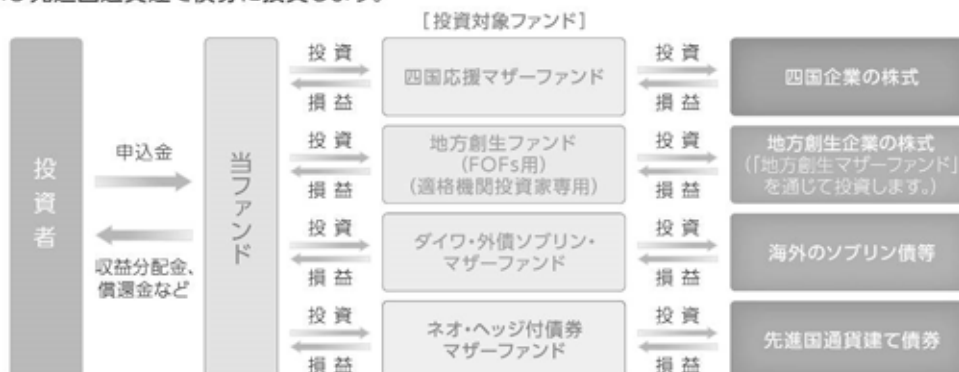 先進国通貨建て債券に投資します。
［投資対象ファンド］
投資者
申込金
収益分配金、
償還金など
当ファンド
投 資
損 益
四国応援マザーファンド
投 資
損 益
四国企業の株式
投 資
損 益
地方創生ファンド
(FOFs用)
(適格機関投資家専用)
投 資
損 益
地方創生企業の株式
(「地方創生マザーファンド」
を通じて投資します。)
投 資
損 益
ダイワ・外債ソブリン・
マザーファンド
投 資
損 益
海外のソブリン債等
投 資
損 益
ネオ・ヘッジ付債券
マザーファンド
投 資
損 益
先進国通貨建て債券